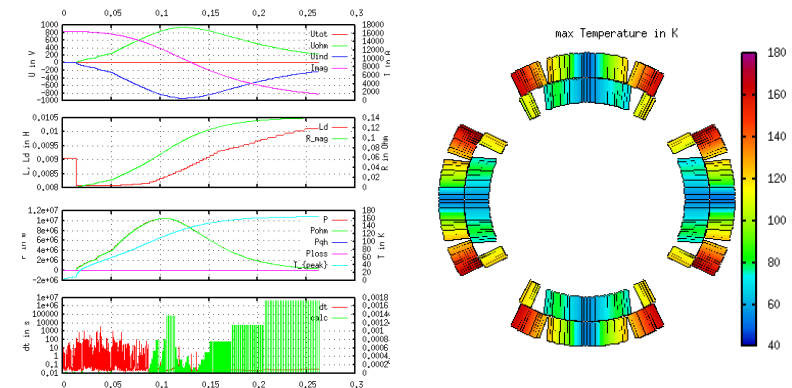 0 0,05 0,1 0,15 0,2 0,25 0,3
1000 18000
800 16000
600 14000
400 12000
200 10000
0 8000
-200
-400 6000
-600 4000
-800 2000
-1000 0
U in V
Utot
Uohm
Uind
Imag
I in A
0,0105 0,14
0,12
0,01 0,1
0,0095 0,08
0,009 0,06
0,04
0,0085 0,02
0,008 0
L, Ld in H
Ld
R_mag
R in Ohm
1,2e+07 180
1e+07 160
140
8e+06 120
6e+06 100
4e+06 80
2e+06 60
40
0 20
-2e+06 0
P
Pohm
Pqh
Ploss
T_{peak}
T in K
1e+07 0,0018
1e+06 0,0016
100000 0,0014
10000 0,0012
1000 0,001
100 0,0008
10 0,0006
1 0,0004
0,1 0,0002
0,01 0
dt in s
dt
calc
0 0,05 0,1 0,15 0,2 0,25 0,3
max Temperature in K
180
160
140
120
100
80
60
40